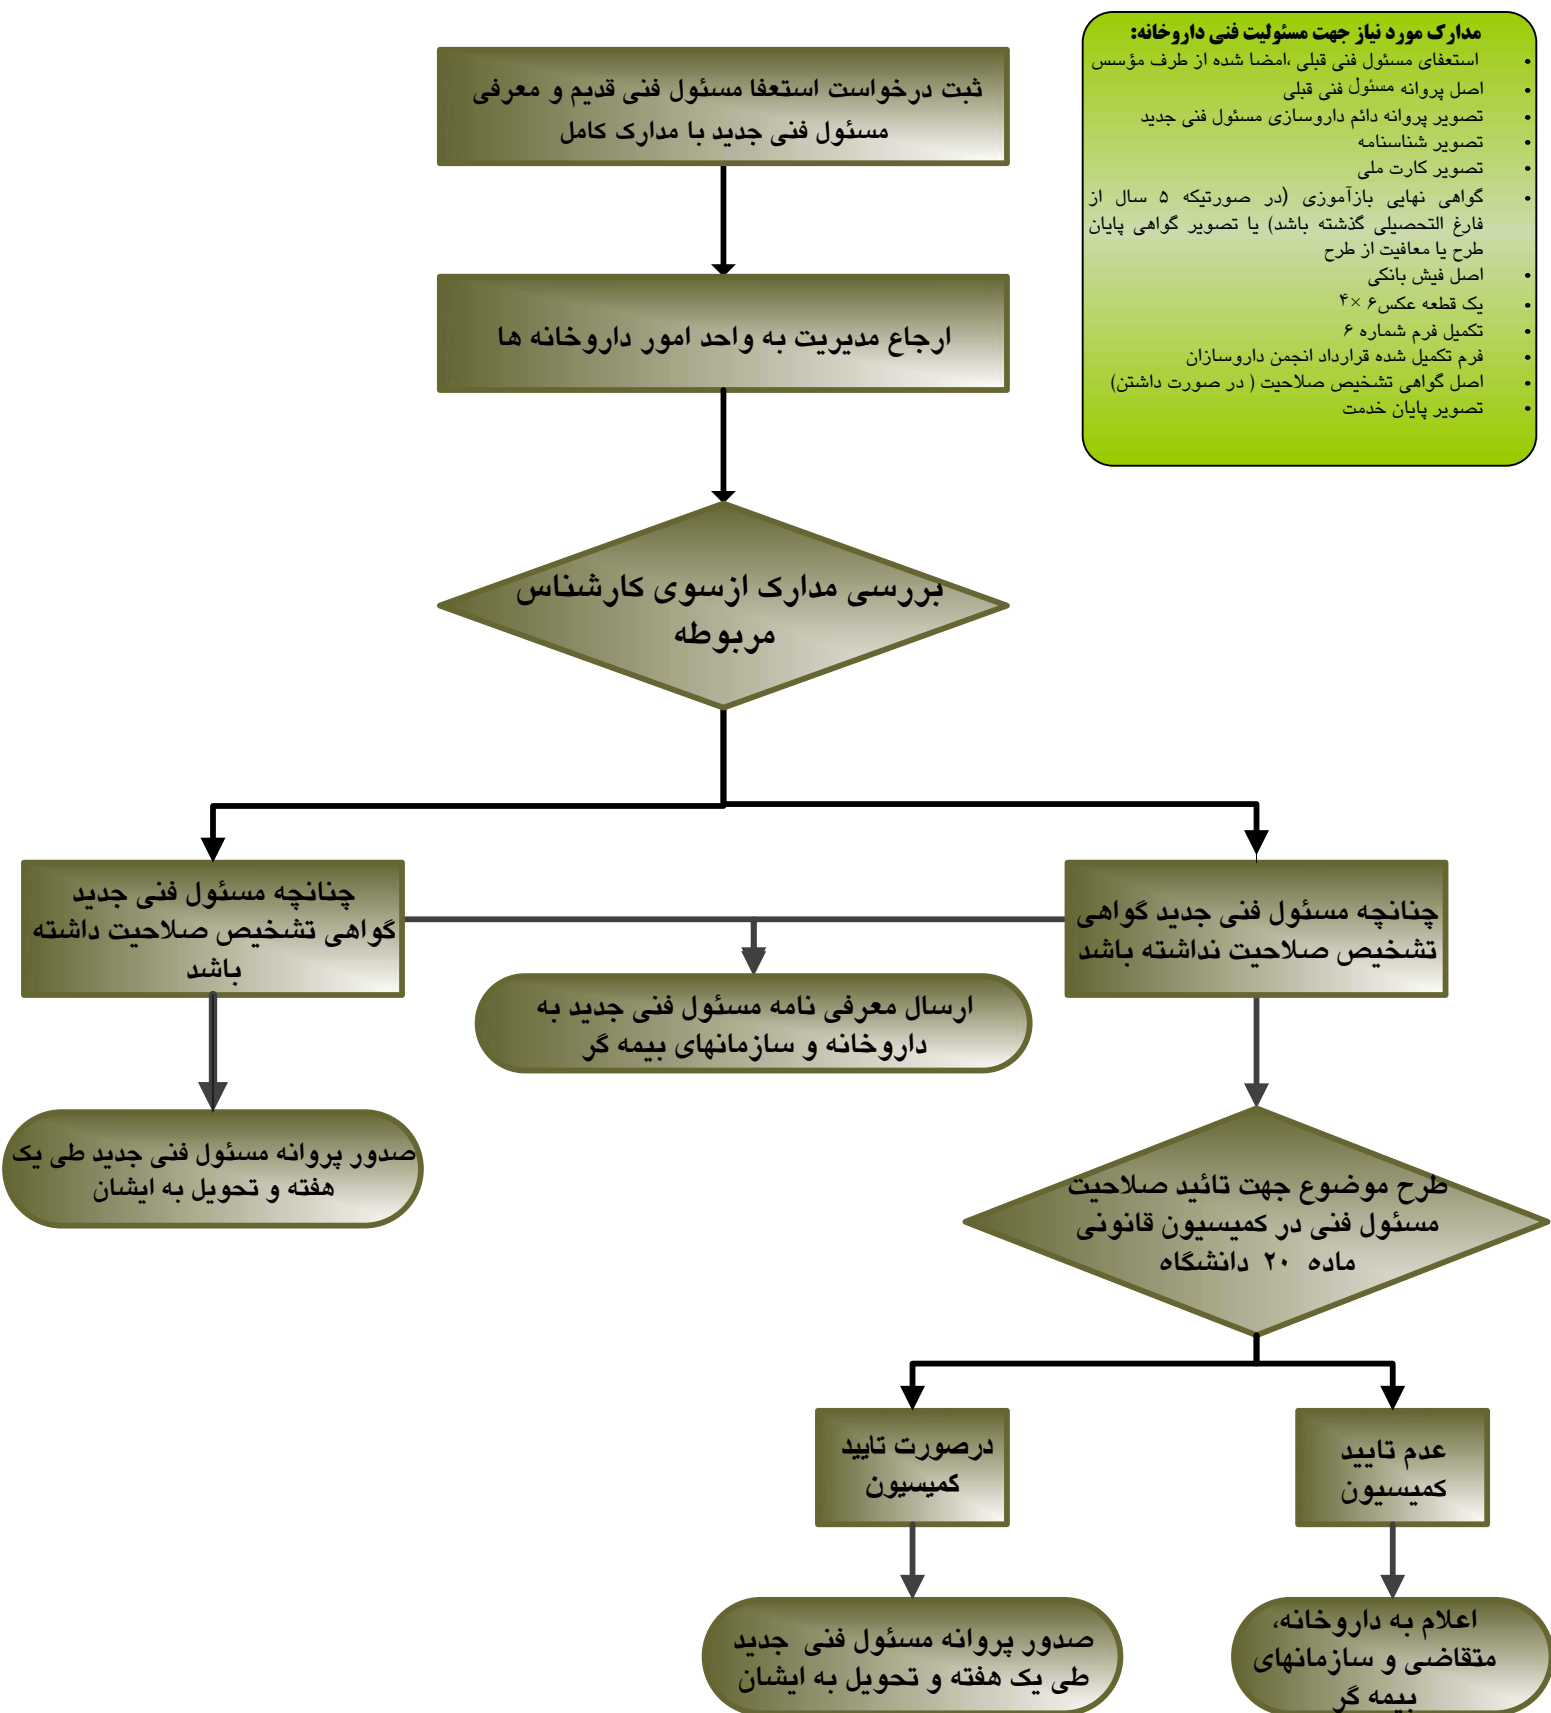 مدارک مورد نیاز جهت مسئولیت فنی داروخانه:
• استعفای مسئول فنی قبلی ،امضا شده از طرف مؤسس
• اصل پروانه مسئول فنی قبلی
• تصویر پروانه دائم داروسازی مسئول فنی جدید
• تصویر شناسنامه
• تصویر کارت ملی
• گواهی نهایی بازآموزی (در صورتیکه ۵ سال از
فارغ التحصیلی گذشته باشد) یا تصویر گواهی پایان
طرح یا معافیت از طرح
• اصل فیش بانکی
• یک قطعه عکس۶ ×۴
• تکمیل فرم شماره ۶
• فرم تکمیل شده قرارداد انجمن داروسازان
• اصل گواهی تشخیص صلاحیت ( در صورت داشتن)
• تصویر پایان خدمت
ثبت درخواست استعفا مسئول فنی قدیم و معرفی
مسئول فنی جدید با مدارک کامل
ارجاع مدیریت به واحد امور داروخانه ها
بررسی مدارک ازسوی کارشناس
مربوطه
چنانچه مسئول فنی جدید گواهی
تشخیص صلاحیت نداشته باشد
چنانچه مسئول فنی جدید
گواهی تشخیص صلاحیت داشته
باشد
ارسال معرفی نامه مسئول فنی جدید به
داروخانه و سازمانهای بیمه گر
صدور پروانه مسئول فنی جدید طی یک
هفته و تحویل به ایشان
طرح موضوع جهت تائید صلاحیت
مسئول فنی در کمیسیون قانونی
ماده ۲۰ دانشگاه
عدم تایید
کمیسیون
درصورت تایید
کمیسیون
اعلام به داروخانه،
متقاضی و سازمانهای
بیمه گر
صدور پروانه مسئول فنی جدید
طی یک هفته و تحویل به ایشان